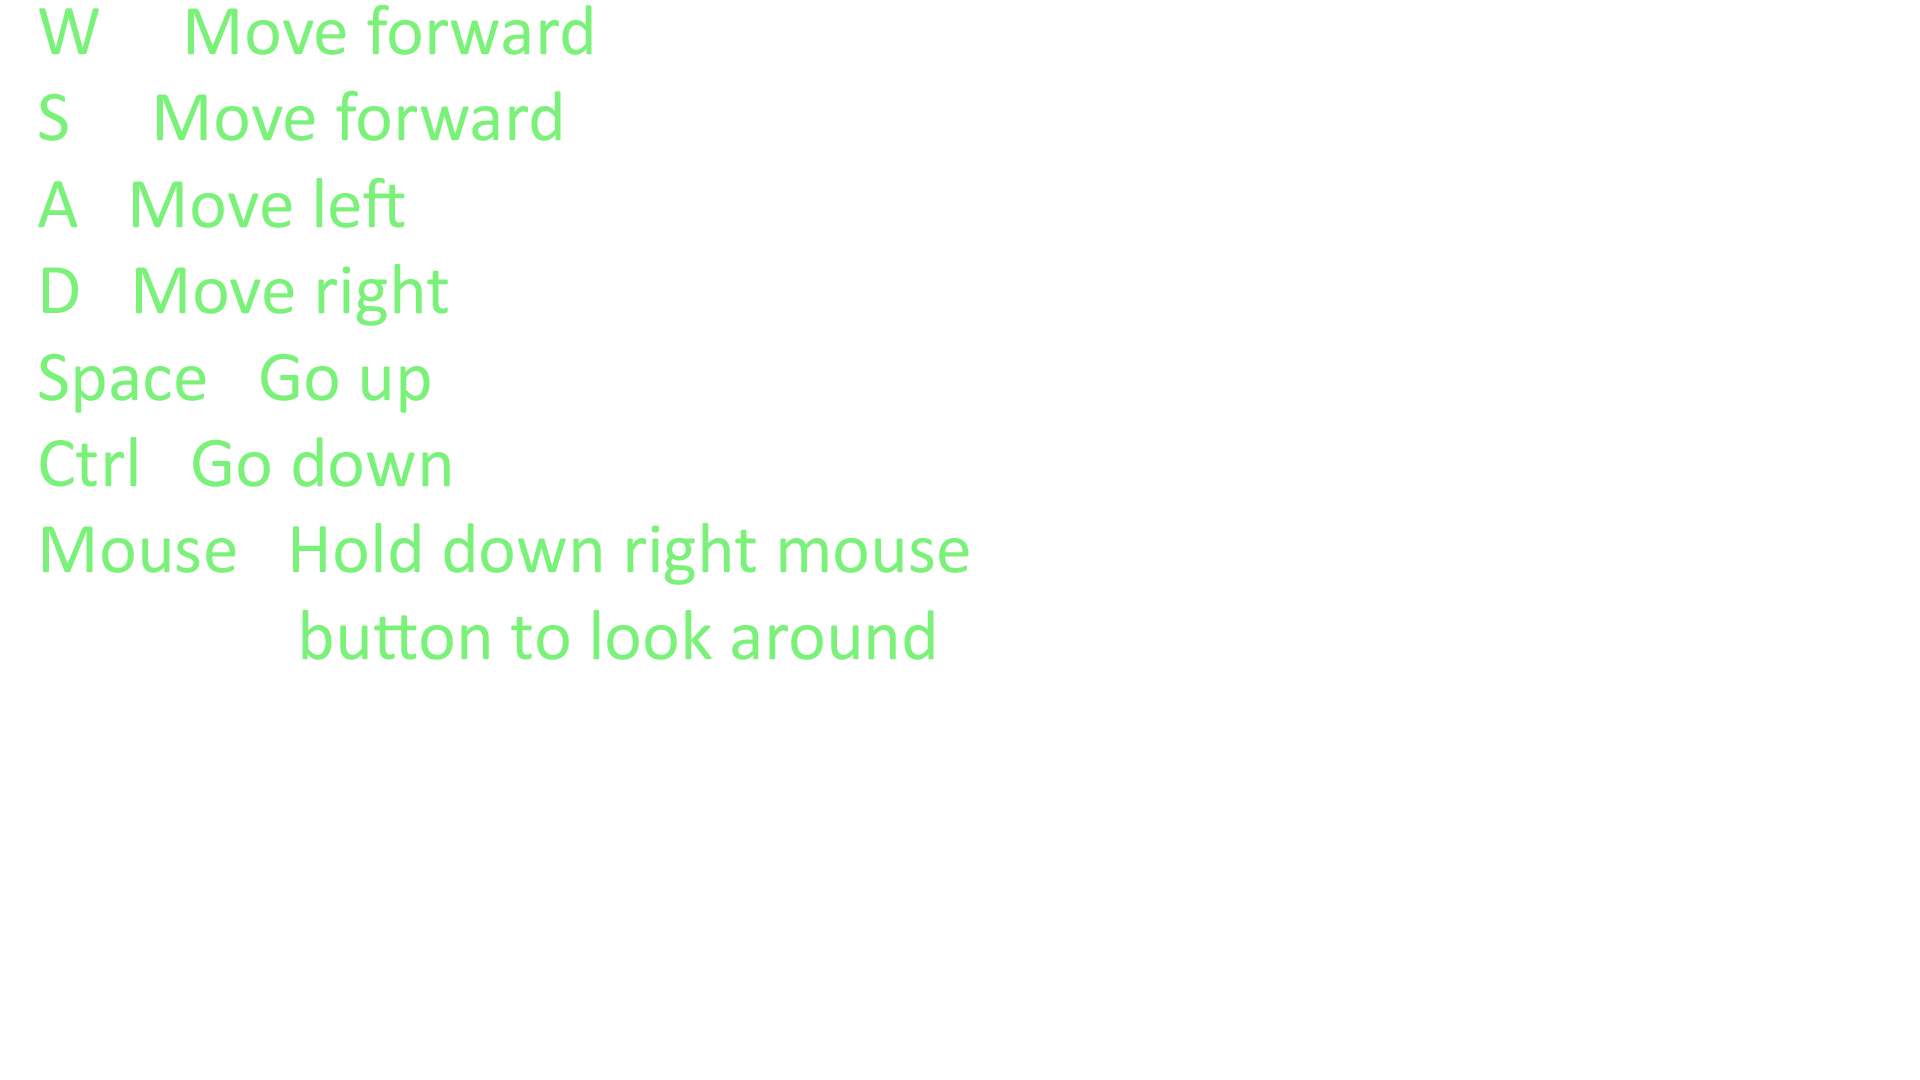 W Move forward
S Move forward
A Move left
D Move right
Space Go up
Ctrl Go down
Mouse Hold down right mouse
button to look around